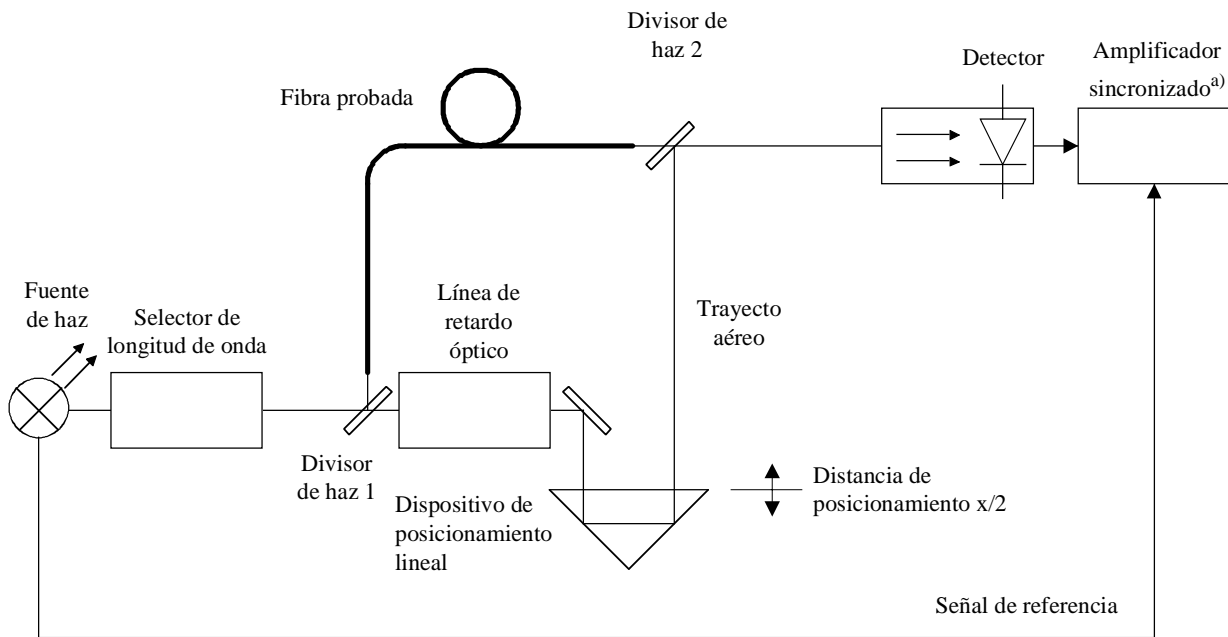 Divisor de
haz 2
Detector
Amplificador
sincronizado^a)
Fibra probada
Fuente
de haz
Selector de
longitud de onda
Línea de
retardo
óptico
Trayecto
aéreo
Divisor
de haz 1
Dispositivo de
posicionamiento
lineal
Distancia de
posicionamiento x/2
Señal de referencia